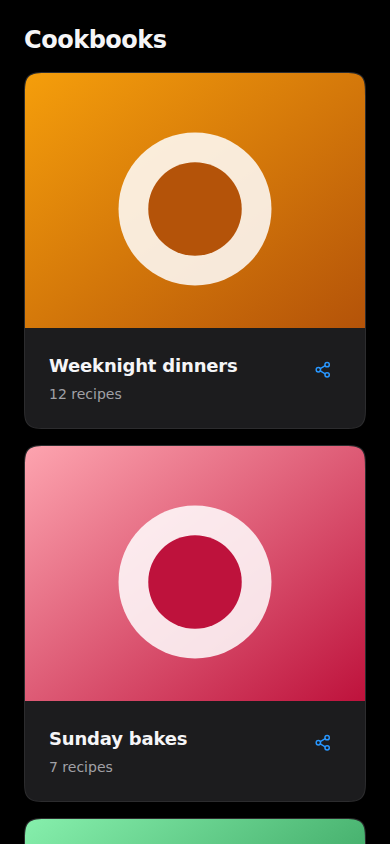 Cookbooks
Weeknight dinners
12 recipes
Sunday bakes
7 recipes